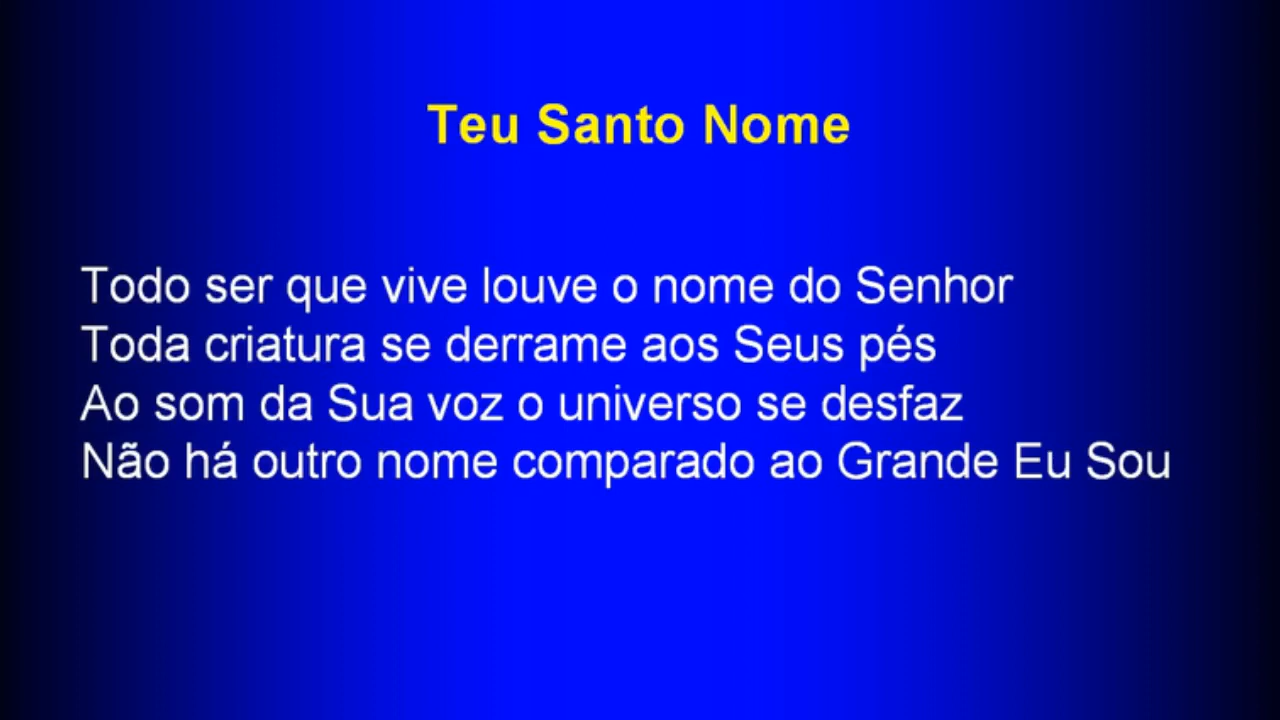 Teu Santo Nome
Todo ser que vive louve o nome do Senhor
Toda criatura se derrame aos Seus pés
Ao som da Sua voz o universo se desfaz
Não há outro nome comparado ao Grande Eu Sou